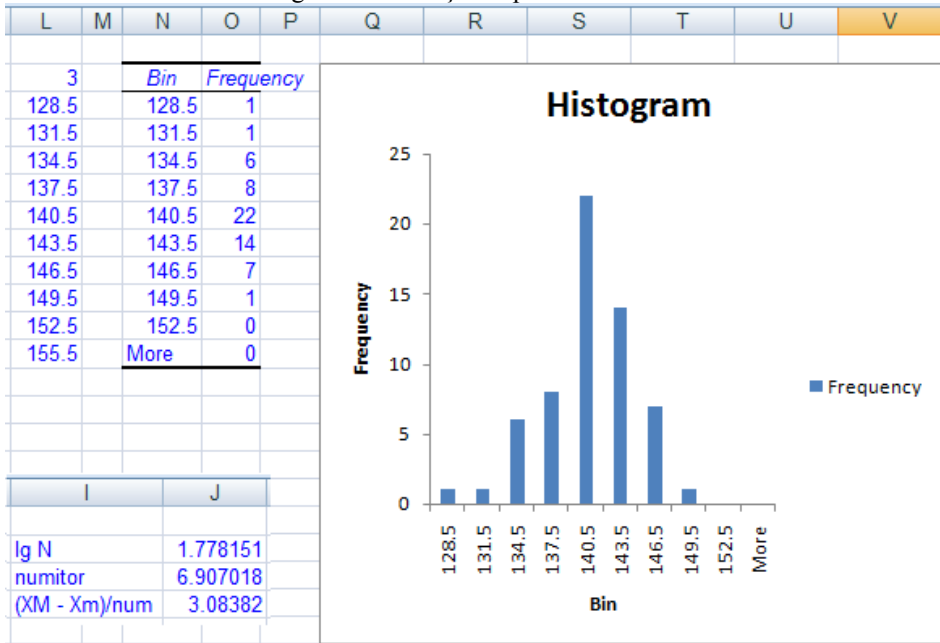 L M N O P Q R S T U V
3 Bin Frequency
128.5 128.5 1
131.5 131.5 1
134.5 134.5 6
137.5 137.5 8
140.5 140.5 22
143.5 143.5 14
146.5 146.5 7
149.5 149.5 1
152.5 152.5 0
155.5 More 0
I J
lg N 1.778151
numitor 6.907018
(XM - Xm)/num 3.08382
Histogram
25
20
15
10
5
0
Frequency
128.5 131.5 134.5 137.5 140.5 143.5 146.5 149.5 152.5 More
Bin
Frequency